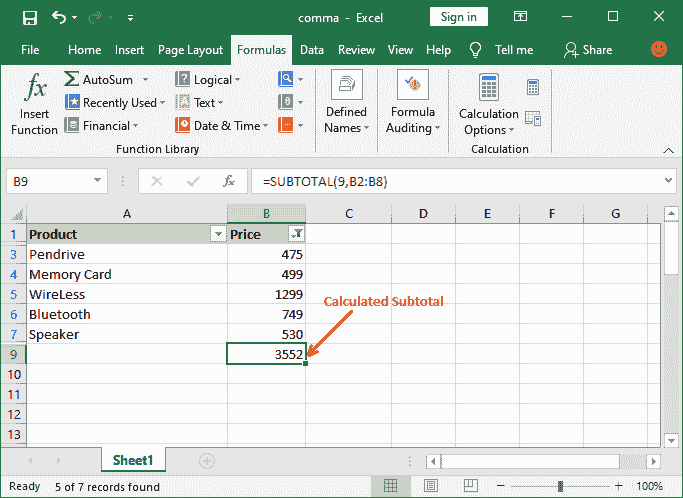 comma - Excel
Sign in
File Home Insert Page Layout Formulas Data Review View Help Tell me Share
fx
Insert Function
AutoSum
Recently Used
Financial
Logical
Text
Date & Time
θ
Defined Names
Formula Auditing
Calculation Options
Function Library
Calculation
B9
fx
=SUBTOTAL(9,B2:B8)
A B C D E F G
1 Product Price
3 Pendrive 475
4 Memory Card 499
5 WireLess 1299
6 Bluetooth 749
7 Speaker 530
9 3552
Calculated Subtotal
10
11
12
13
Sheet1
Ready 5 of 7 records found 100%